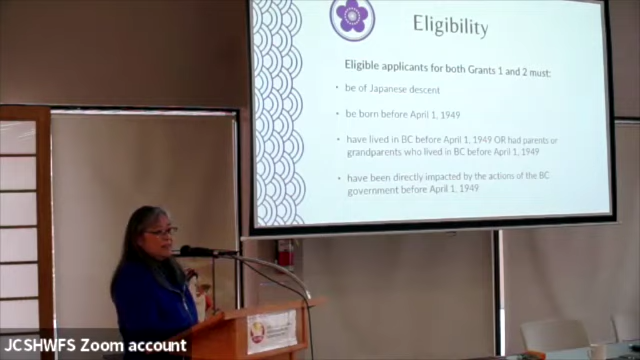 Eligibility
Eligible applicants for both Grants 1 and 2 must:
• be of Japanese descent
• be born before April 1, 1949
• have lived in BC before April 1, 1949 OR had parents or
grandparents who lived in BC before April 1, 1949
• have been directly impacted by the actions of the BC
government before April 1, 1949
JCSHWFS Zoom account